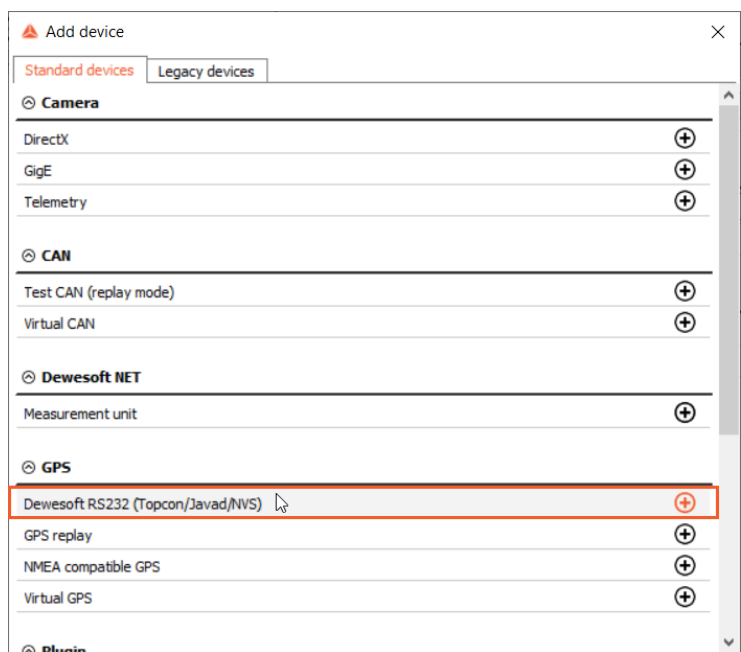 Add device
Standard devices Legacy devices
Camera
DirectX
GigE
Telemetry
CAN
Test CAN (replay mode)
Virtual CAN
Dewesoft NET
Measurement unit
GPS
Dewesoft RS232 (Topcon/Javad/NVS)
GPS replay
NMEA compatible GPS
Virtual GPS
Plugin